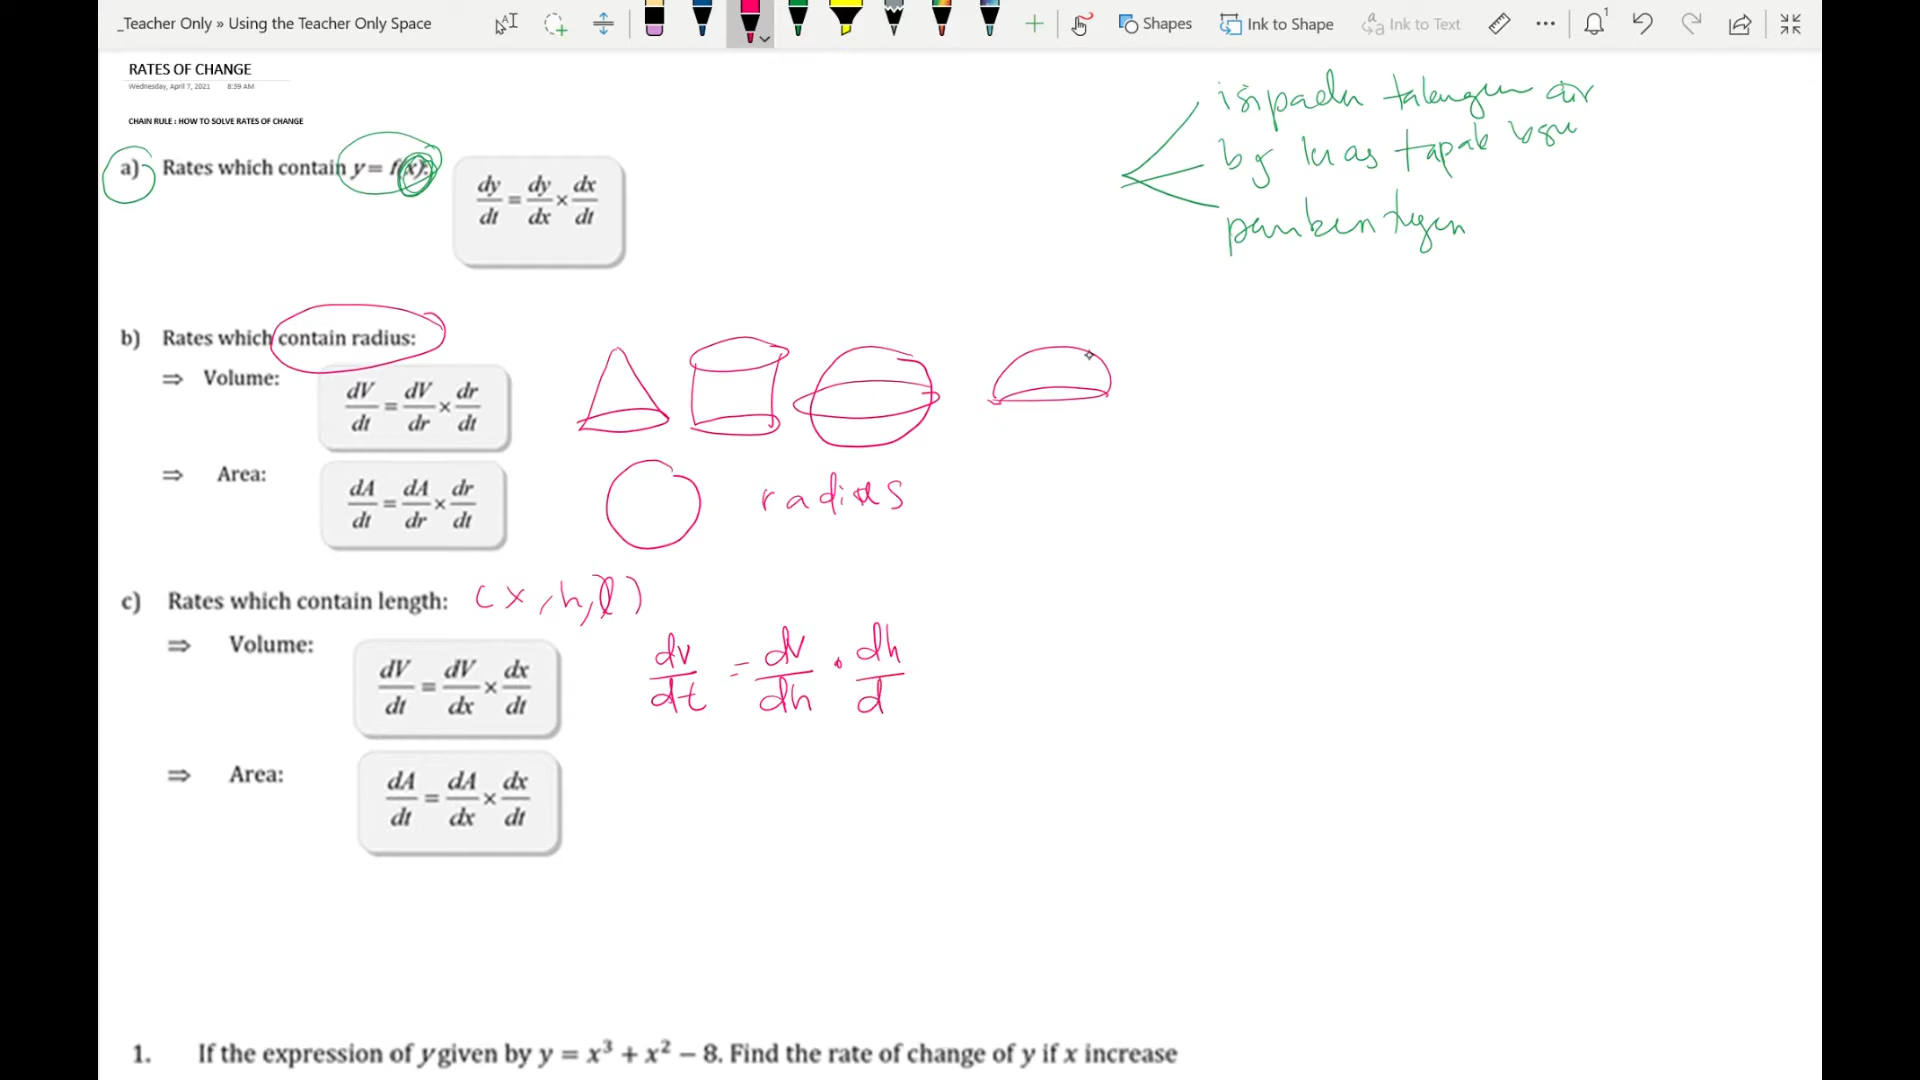 _Teacher Only » Using the Teacher Only Space
Shapes
Ink to Shape
Ink to Text
1
RATES OF CHANGE
Wednesday, April 7, 2021 8:39 AM
CHAIN RULE : HOW TO SOLVE RATES OF CHANGE
isipadu air
a) Rates which contain y = f(x):
dy/dt = dy/dx × dx/dt
luas tapak
b) Rates which contain radius:
⇒ Volume:
dV/dt = dV/dr × dr/dt
⇒ Area:
dA/dt = dA/dr × dr/dt
radius
c) Rates which contain length: (x, h, l)
⇒ Volume:
dV/dt = dV/dx × dx/dt
dv/dt = dv/dh · dh/d
⇒ Area:
dA/dt = dA/dx × dx/dt
1. If the expression of y given by y = x³ + x² − 8. Find the rate of change of y if x increase